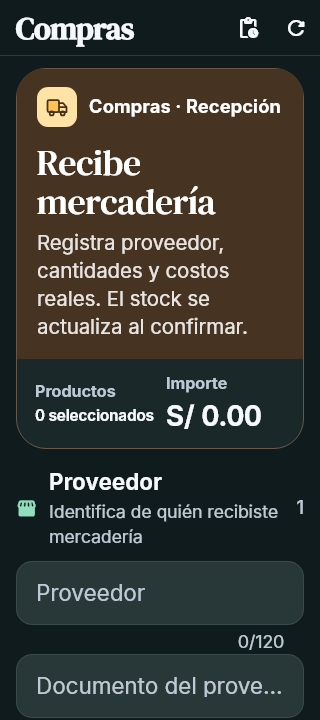 Compras
Compras · Recepción
Recibe
mercadería
Registra proveedor,
cantidades y costos
reales. El stock se
actualiza al confirmar.
Productos
0 seleccionados
Importe
S/ 0.00
Proveedor
Identifica de quién recibiste
mercadería
1
Proveedor
0/120
Documento del prove...